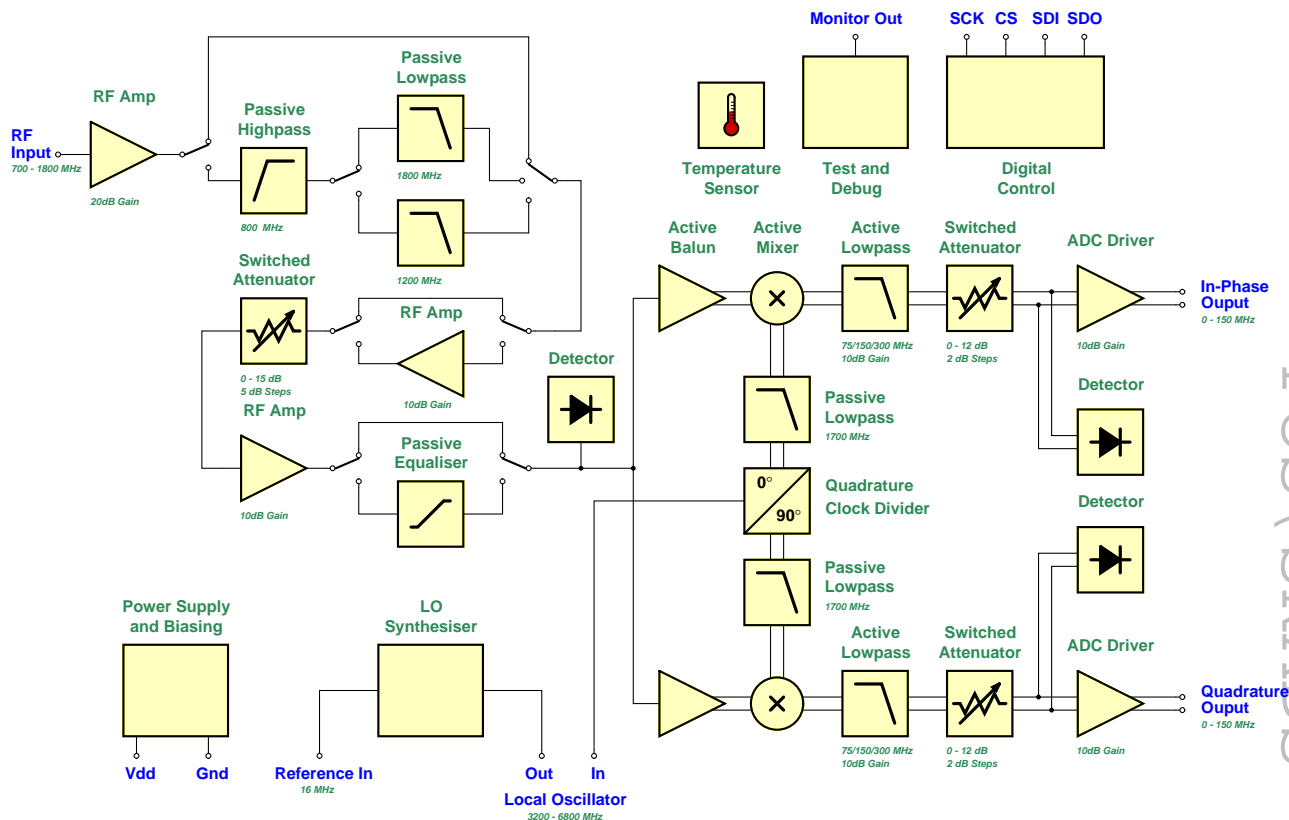 Monitor Out
SCK CS SDI SDO
Passive
Lowpass
RF Amp
Passive
Highpass
RF
Input
700 - 1800 MHz
20dB Gain
1800 MHz
800 MHz
Temperature
Sensor
Test and
Debug
Digital
Control
Switched
Attenuator
1200 MHz
Active
Balun
Active
Mixer
Active
Lowpass
Switched
Attenuator
ADC Driver
In-Phase
Ouput
0 - 150 MHz
RF Amp
0 - 15 dB
5 dB Steps
10dB Gain
Detector
75/150/300 MHz
10dB Gain
0 - 12 dB
2 dB Steps
10dB Gain
RF Amp
Passive
Equaliser
10dB Gain
Passive
Lowpass
1700 MHz
Detector
0°
90°
Quadrature
Clock Divider
Detector
Passive
Lowpass
1700 MHz
Power Supply
and Biasing
LO
Synthesiser
Active
Lowpass
Switched
Attenuator
ADC Driver
Quadrature
Ouput
0 - 150 MHz
75/150/300 MHz
10dB Gain
0 - 12 dB
2 dB Steps
10dB Gain
Vdd
Gnd
Reference In
16 MHz
Out
In
Local Oscillator
3200 - 6800 MHz